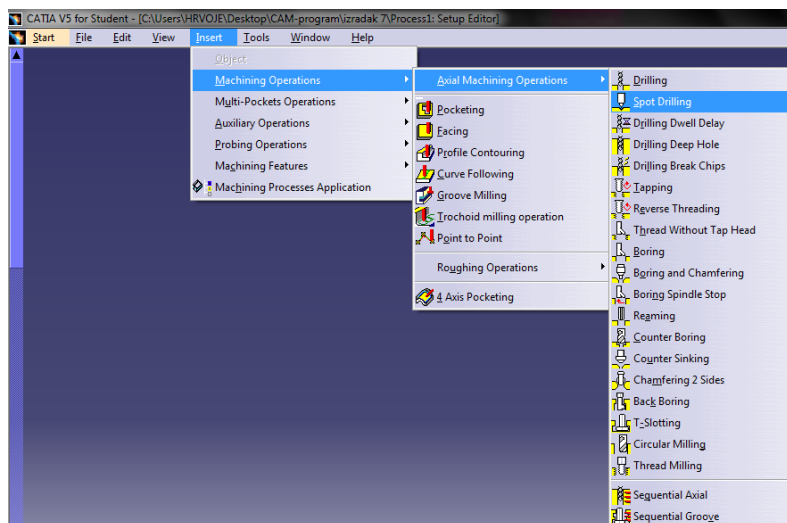 CATIA V5 for Student - [C:\Users\HRVOJE\Desktop\CAM-program\izradak 7\Process1: Setup Editor]
Start File Edit View Insert Tools Window Help
Object
Machining Operations
Multi-Pockets Operations
Auxiliary Operations
Probing Operations
Machining Features
Machining Processes Application
Axial Machining Operations
Pocketing
Facing
Profile Contouring
Curve Following
Groove Milling
Trochoid milling operation
Point to Point
Roughing Operations
4 Axis Pocketing
Drilling
Spot Drilling
Drilling Dwell Delay
Drilling Deep Hole
Drilling Break Chips
Tapping
Reverse Threading
Thread Without Tap Head
Boring
Boring and Chamfering
Boring Spindle Stop
Reaming
Counter Boring
Counter Sinking
Chamfering 2 Sides
Back Boring
T-Slotting
Circular Milling
Thread Milling
Sequential Axial
Sequential Groove